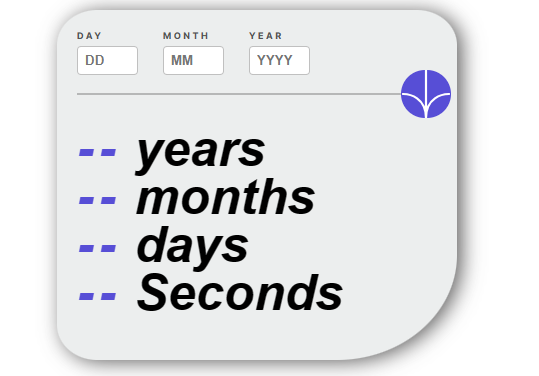 DAY MONTH YEAR
DD MM YYYY
-- years
-- months
-- days
-- Seconds